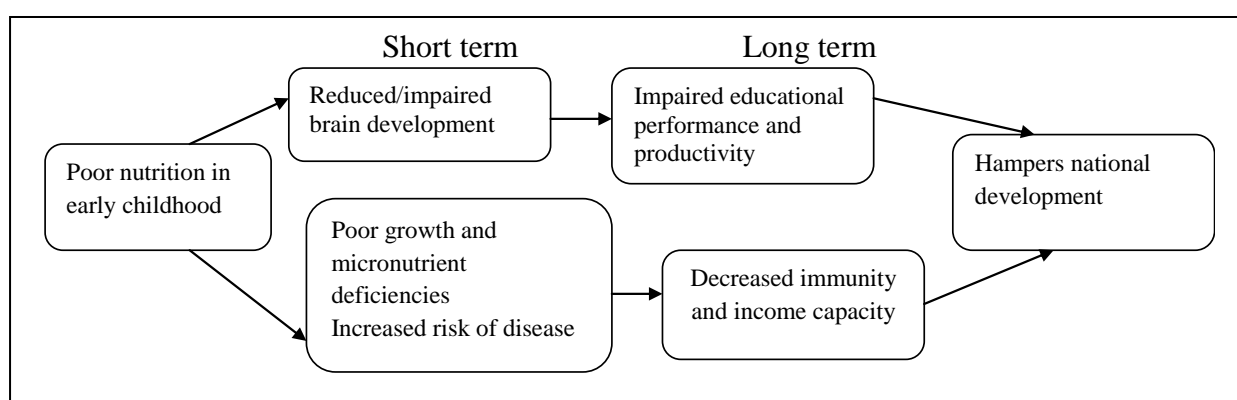 Short term
Long term
Poor nutrition in
early childhood
Reduced/impaired
brain development
Impaired educational
performance and
productivity
Poor growth and
micronutrient
deficiencies
Increased risk of disease
Decreased immunity
and income capacity
Hampers national
development